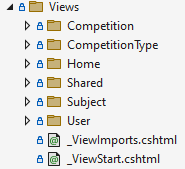 Views
Competition
CompetitionType
Home
Shared
Subject
User
_ViewImports.cshtml
_ViewStart.cshtml